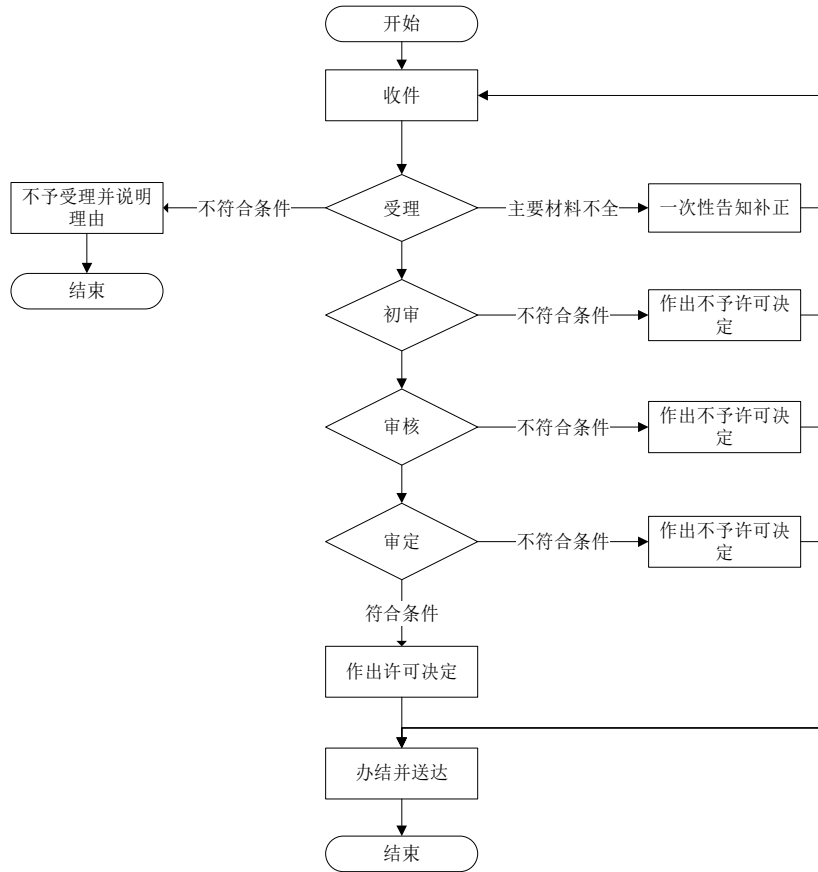 开始
收件
不予受理并说明
理由
不符合条件
受理
主要材料不全
一次性告知补正
结束
初审
不符合条件
作出不予许可决
定
审核
不符合条件
作出不予许可决
定
审定
不符合条件
作出不予许可决
定
符合条件
作出许可决定
办结并送达
结束